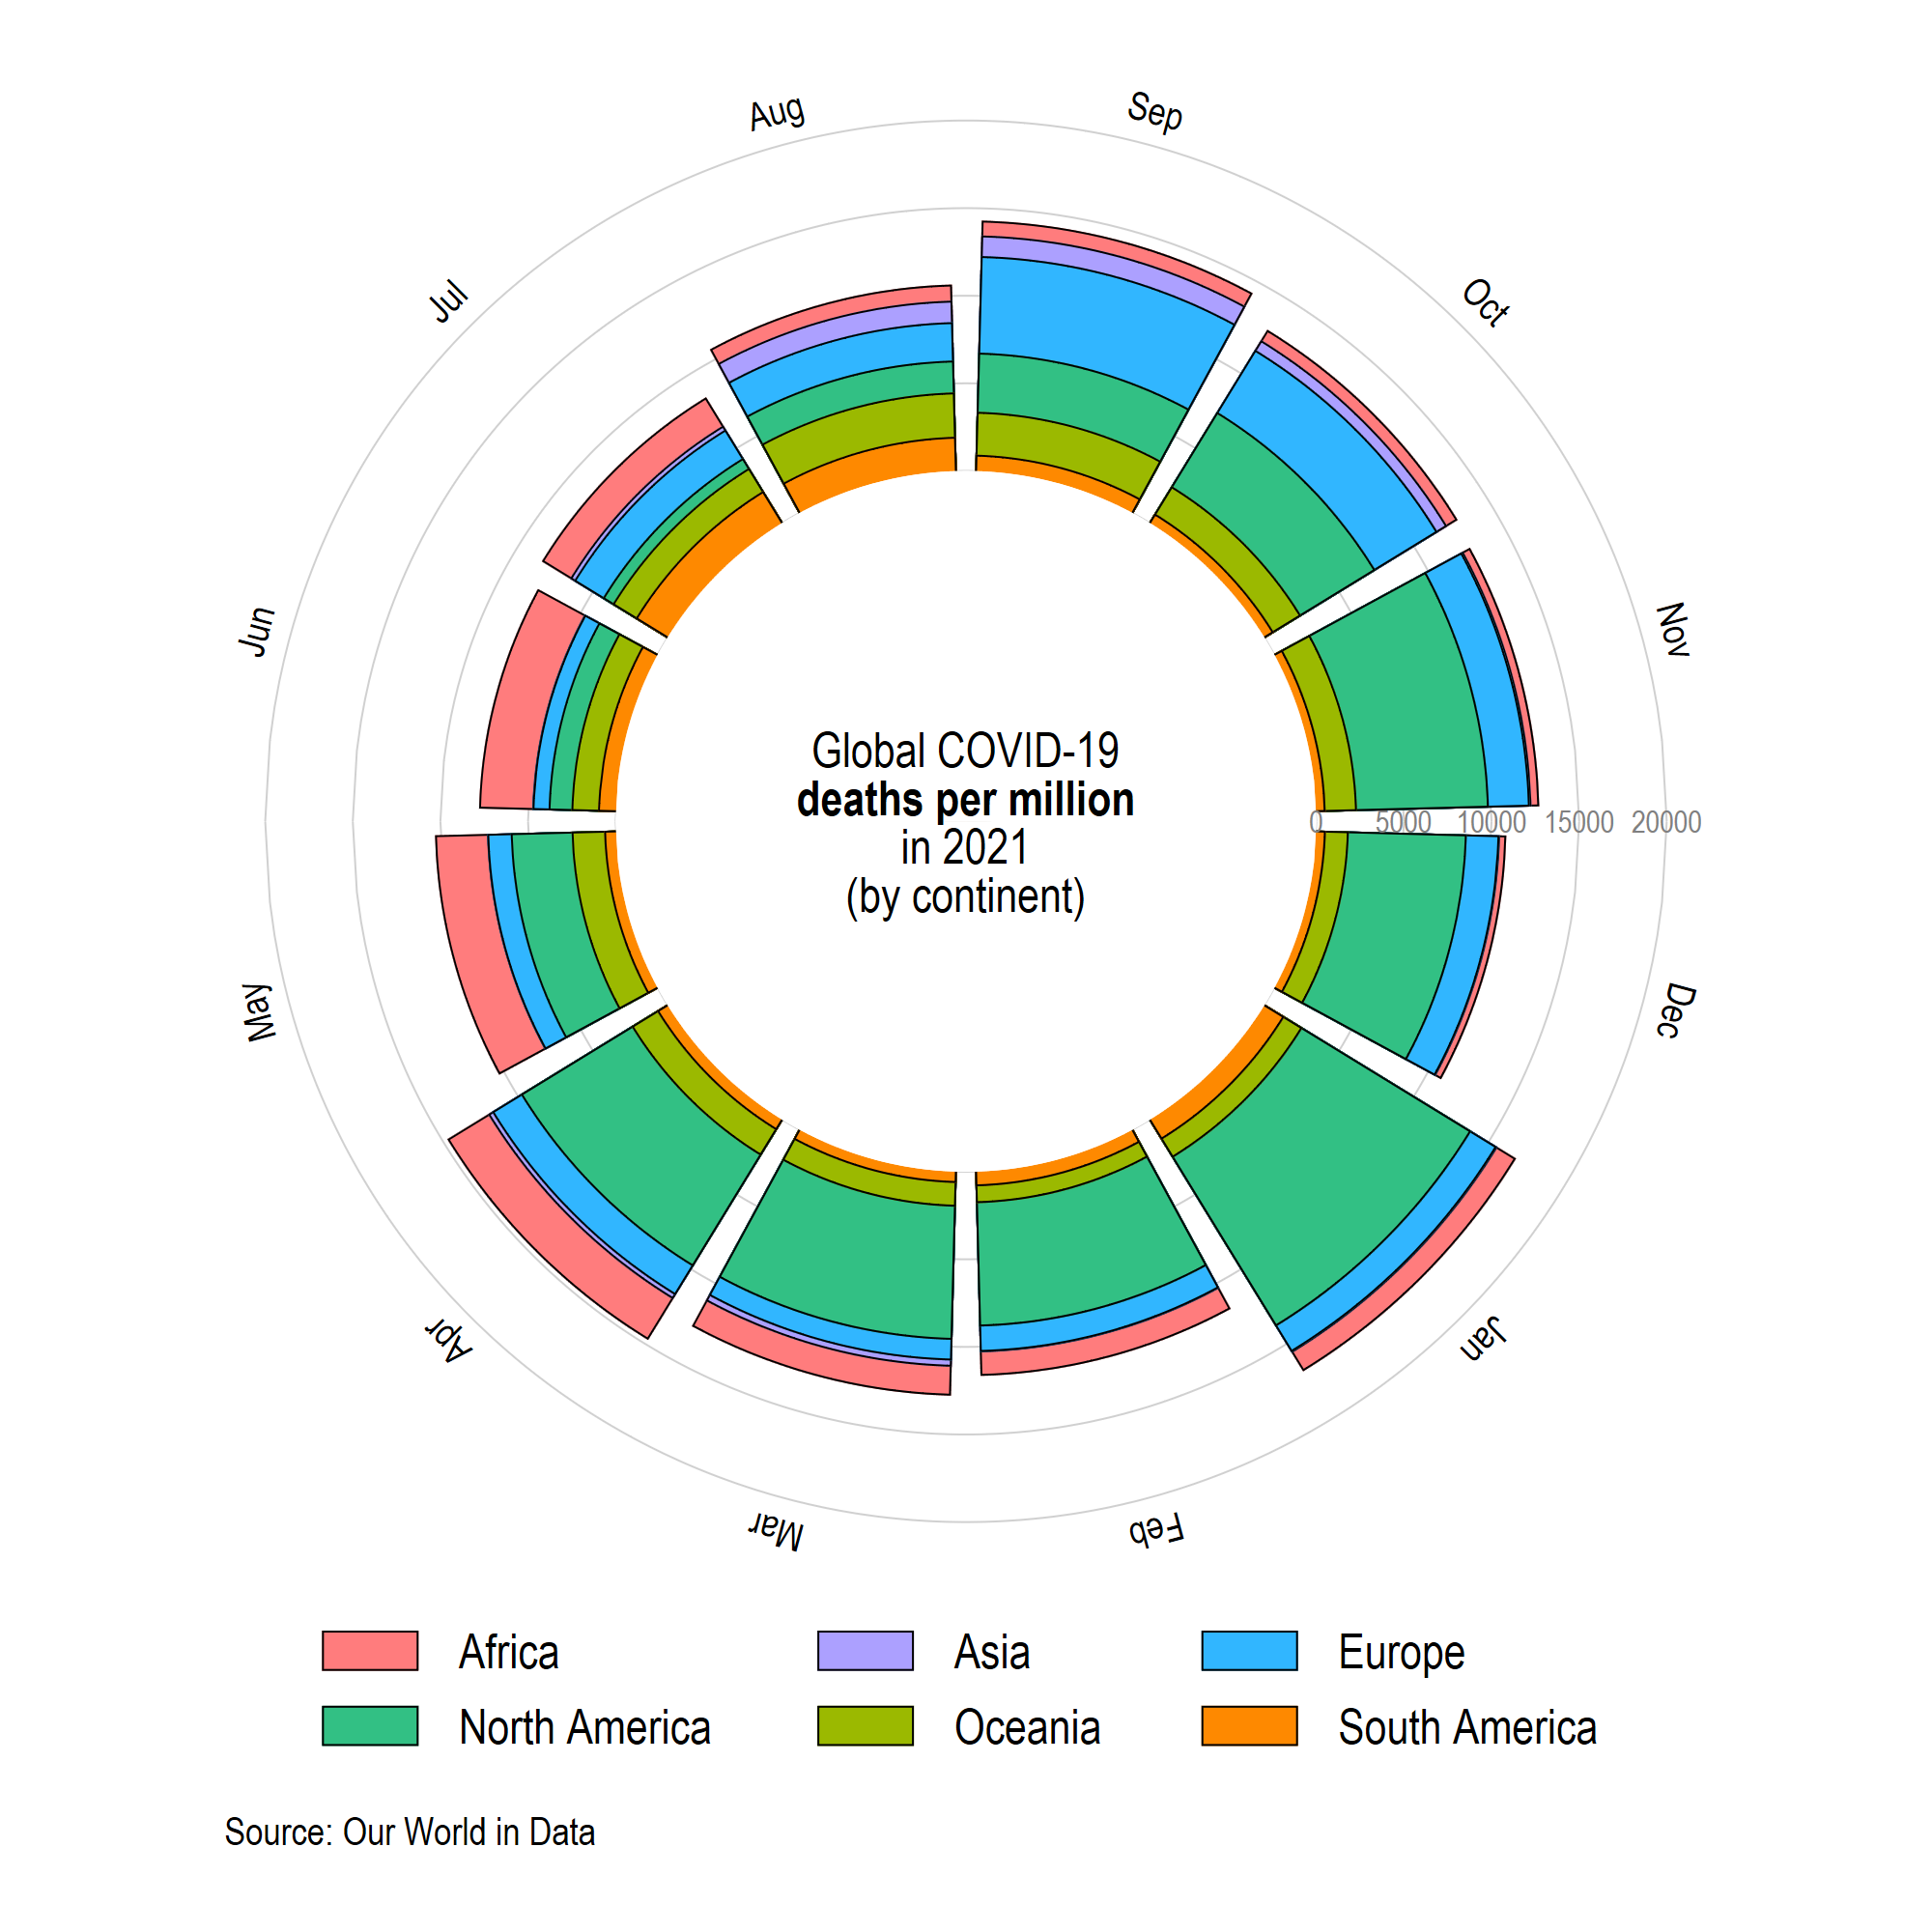 Aug
Sep
Jul
Oct
Jun
Nov
Global COVID-19
deaths per million
in 2021
(by continent)
0 5000 10000 15000 20000
May
Dec
Apr
Jan
Mar
Feb
Africa Asia Europe
North America Oceania South America
Source: Our World in Data